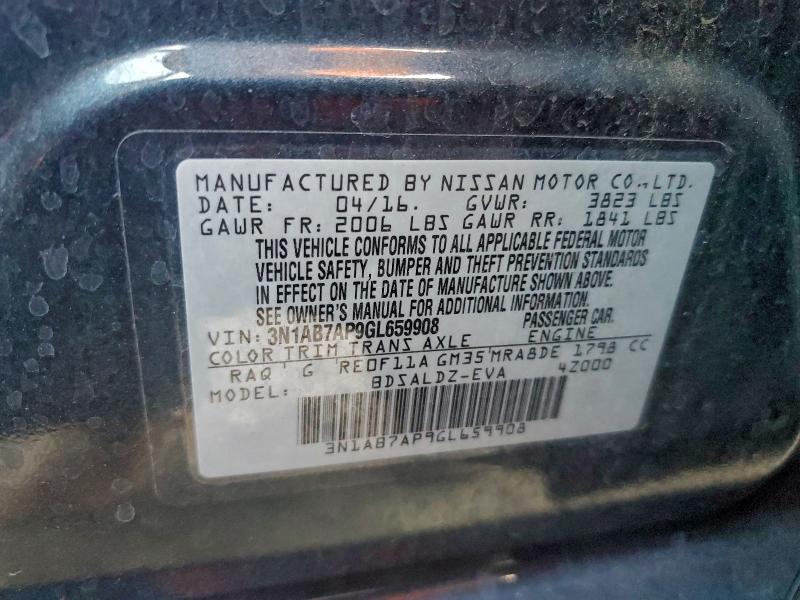 MANUFACTURED BY NISSAN MOTOR CO.,LTD.
DATE: 04/16. GVWR: 3823 LBS
GAWR FR: 2006 LBS GAWR RR: 1841 LBS
THIS VEHICLE CONFORMS TO ALL APPLICABLE FEDERAL MOTOR
VEHICLE SAFETY, BUMPER AND THEFT PREVENTION STANDARDS
IN EFFECT ON THE DATE OF MANUFACTURE SHOWN ABOVE.
SEE OWNER'S MANUAL FOR ADDITIONAL INFORMATION.
VIN: 3N1AB7AP9GL659908 PASSENGER CAR.
COLOR TRIM TRANS AXLE ENGINE
RAQ G RE0F11A GM35 MRA8DE 1798 CC
MODEL: BDSALDZ-EVA 4Z000
3N1AB7AP9GL659908